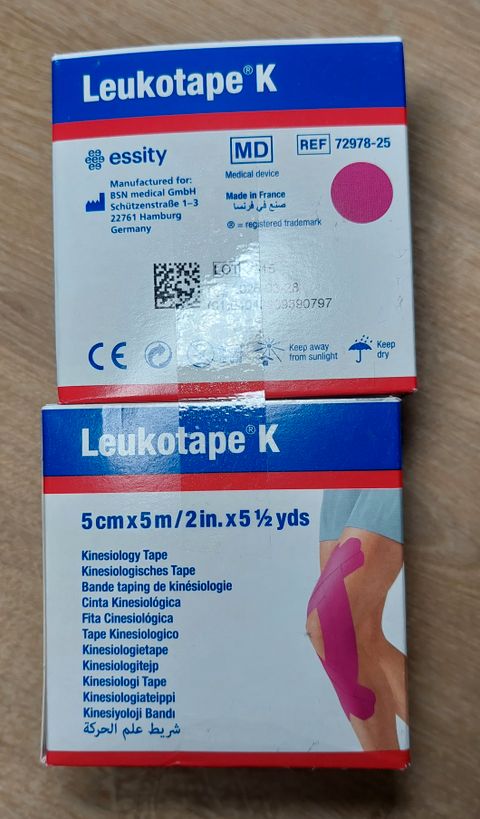 Leukotape® K
essity
MD
REF 72978-25
Medical device
Manufactured for:
BSN medical GmbH
Schützenstraße 1–3
22761 Hamburg
Germany
Made in France
صنع في فرنسا
® = registered trademark
LOT
CE
Keep away
from sunlight
Keep
dry
Leukotape® K
5 cm x 5 m / 2 in. x 5 ½ yds
Kinesiology Tape
Kinesiologisches Tape
Bande taping de kinésiologie
Cinta Kinesiológica
Fita Cinesiológica
Tape Kinesiologico
Kinesiologietape
Kinesiologitejp
Kinesiologi Tape
Kinesiologiateippi
Kinesiyoloji Bandı
شريط علم الحركة